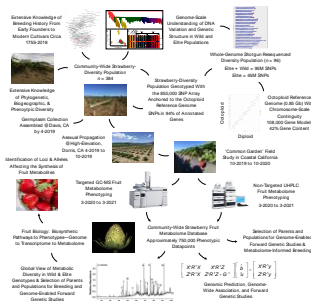 Extensive Knowledge of
Breeding History From
Early Founders to
Modern Cultivars Circa
1755-2018
Genome-Scale
Understanding of DNA
Variation and Genetic
Structure in Wild and
Elite Populations
Community-Wide Strawberry-
Diversity Population
n = 384
Whole-Genome Shotgun Resequenced
Diversity Population (n = 96)
Elite + Wild = 90M SNPs
Elite = 45M SNPs
Extensive Knowledge
of Phylogenetic,
Biogeographic, &
Phenotypic Diversity
Strawberry-Diversity
Population Genotyped With
the 850,000 SNP Array
Anchored to the Octoploid
Reference Genome
SNPs in 94% of Annotated
Genes
Octoploid
Diploid
Octoploid Reference
Genome (0.85 Gb) With
Chromosome-Scale
Contiguity
108,000 Gene Models
42% Gene Content
Germplasm Collection
Assembled @Davis, CA
by 4-2019
Asexual Propagation
@High-Elevation,
Dorris, CA 4-2019 to
10-2019
'Common Garden' Field
Study in Coastal California
10-2019 to 10-2020
Identification of Loci & Alleles
Affecting the Synthesis of
Fruit Metabolites
Targeted GC-MS Fruit
Metabolome
Phenotyping
3-2020 to 3-2021
Non-Targeted UHPLC
Fruit Metabolome
Phenotyping
3-2020 to 3-2021
Fruit Biology: Biosynthetic
Pathways to Phenotypes—Genome
to Transcriptome to Metabolome
Community-Wide Strawberry
Fruit Metabolome Database
Approximately 750,000 Phenotypic
Datapoints
Selection of Parents and
Populations for Genome-Enabled
Forward Genetic Studies &
Metabolome-Informed Breeding
Global View of Metabolic
Diversity in Wild & Elite
Genotypes & Selection of Parents
and Populations for Breeding and
Genome-Enabled Forward
Genetic Studies
Genomic Prediction, Genome-
Wide Association, and Forward
Genetic Studies